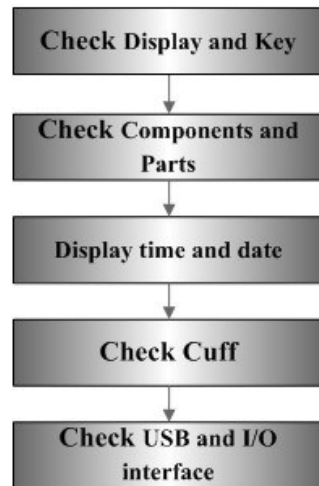 Check Display and Key
Check Components and
Parts
Display time and date
Check Cuff
Check USB and I/O
interface